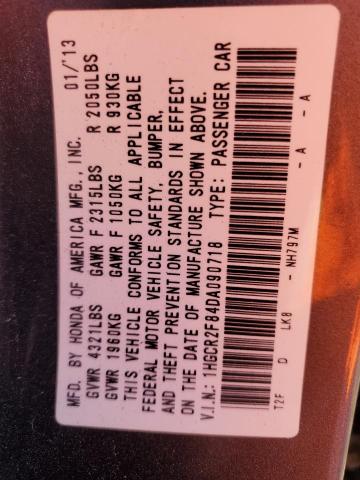 MFD. BY HONDA OF AMERICA MFG., INC. 01/'13
GVWR 4321LBS GAWR F 2315LBS R 2050LBS
GVWR 1960KG GAWR F 1050KG R 930KG
THIS VEHICLE CONFORMS TO ALL APPLICABLE
FEDERAL MOTOR VEHICLE SAFETY, BUMPER,
AND THEFT PREVENTION STANDARDS IN EFFECT
ON THE DATE OF MANUFACTURE SHOWN ABOVE.
V.I.N.: 1HGCR2F84DA090718 TYPE: PASSENGER CAR
T2F D LK8 - NH797M - A - A